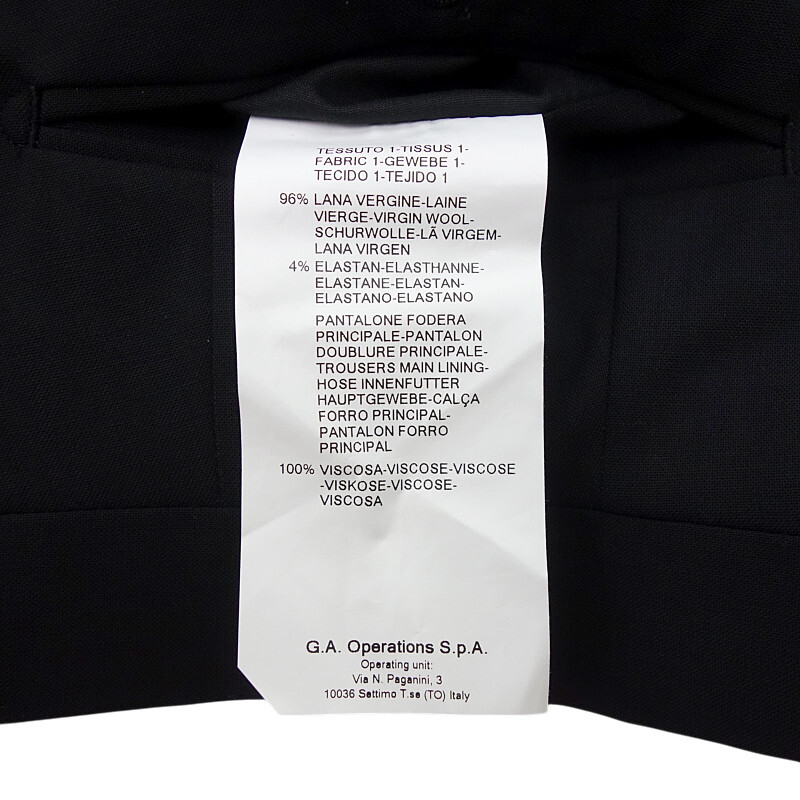 TESSUTO 1-TISSUS 1-
FABRIC 1-GEWEBE 1-
TECIDO 1-TEJIDO 1
96% LANA VERGINE-LAINE
VIERGE-VIRGIN WOOL-
SCHURWOLLE-LÃ VIRGEM-
LANA VIRGEN
4% ELASTAN-ELASTHANNE-
ELASTANE-ELASTAN-
ELASTANO-ELASTANO
PANTALONE FODERA
PRINCIPALE-PANTALON
DOUBLURE PRINCIPALE-
TROUSERS MAIN LINING-
HOSE INNENFUTTER
HAUPTGEWEBE-CALÇA
FORRO PRINCIPAL-
PANTALON FORRO
PRINCIPAL
100% VISCOSA-VISCOSE-VISCOSE
-VISKOSE-VISCOSE-
VISCOSA
G.A. Operations S.p.A.
Operating unit:
Via N. Paganini, 3
10036 Settimo T.se (TO) Italy